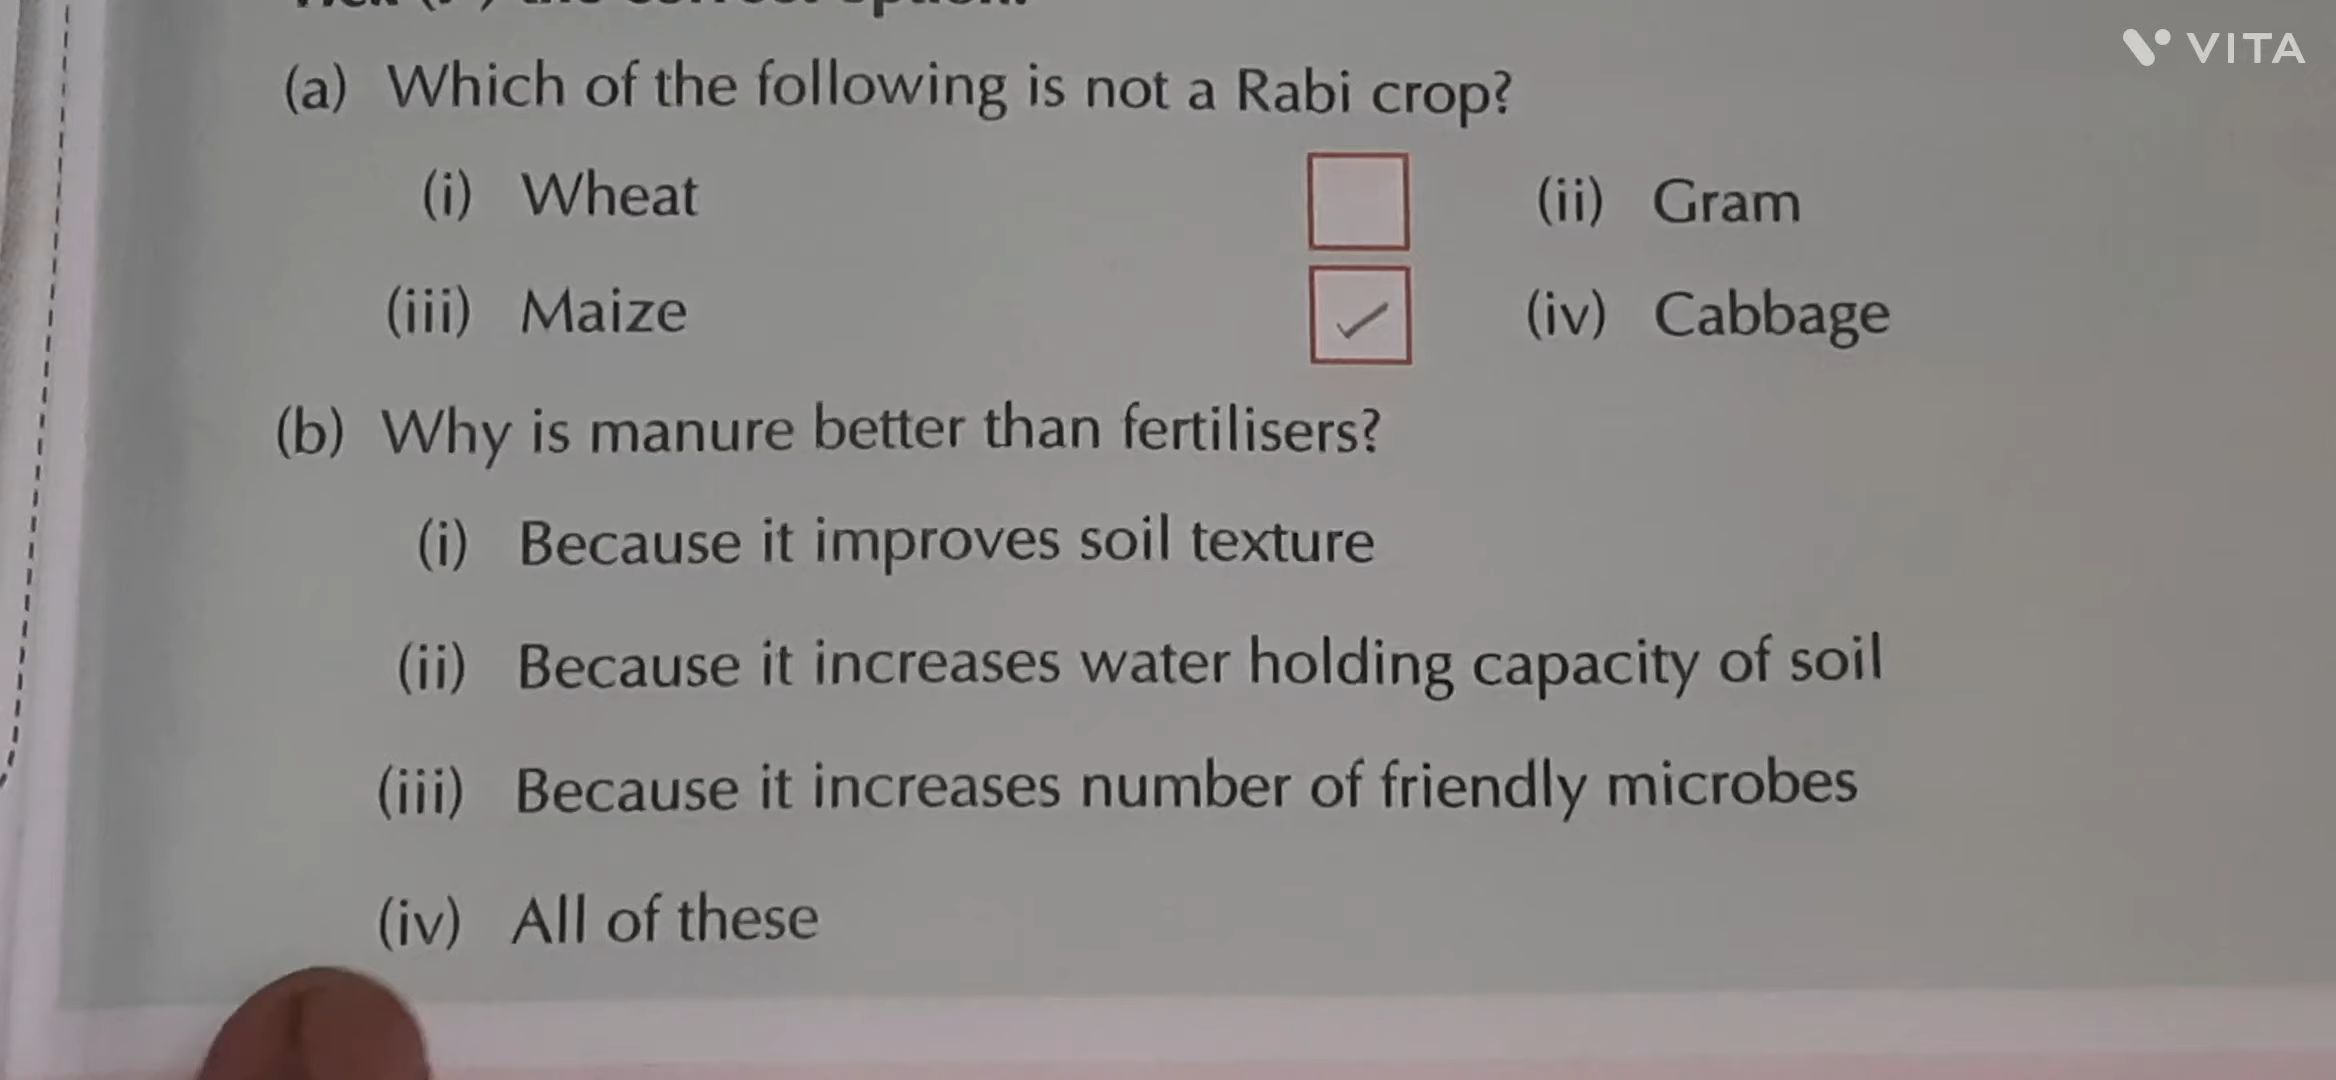 VITA
(a) Which of the following is not a Rabi crop?
(i) Wheat (ii) Gram
(iii) Maize ✓ (iv) Cabbage
(b) Why is manure better than fertilisers?
(i) Because it improves soil texture
(ii) Because it increases water holding capacity of soil
(iii) Because it increases number of friendly microbes
(iv) All of these